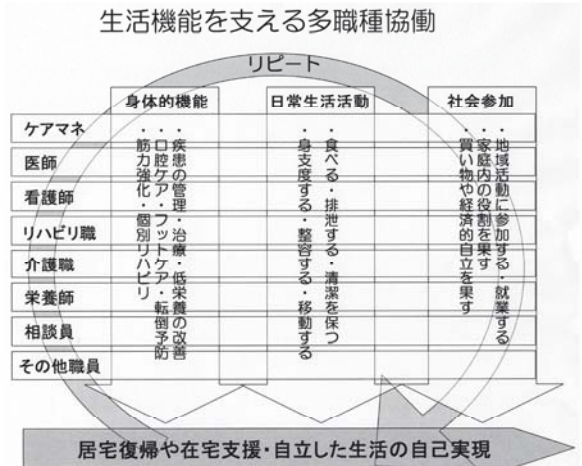 生活機能を支える多職種協働
リピート
身体的機能
日常生活活動
社会参加
ケアマネ
医師
看護師
リハビリ職
介護職
栄養師
相談員
その他職員
・疾患の管理・治療・低栄養の改善
・口腔ケア・フットケア・転倒予防
・筋力強化・個別リハビリ
・食べる・排泄する・清潔を保つ
・身支度する・整容する・移動する
・地域活動に参加する・就業する
・家庭内の役割を果す
・買い物や経済的自立を果す
居宅復帰や在宅支援・自立した生活の自己実現